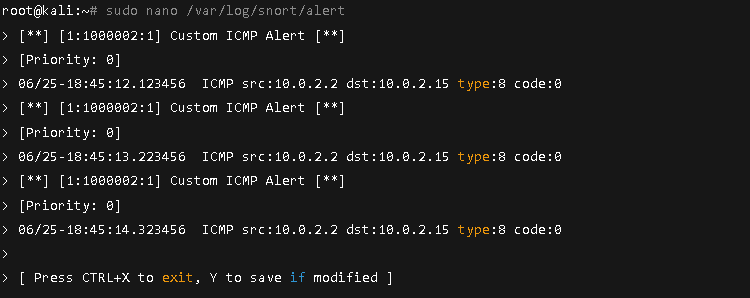 root@kali:~# sudo nano /var/log/snort/alert
> [**] [1:1000002:1] Custom ICMP Alert [**]
> [Priority: 0]
> 06/25-18:45:12.123456  ICMP src:10.0.2.2 dst:10.0.2.15 type:8 code:0
> [**] [1:1000002:1] Custom ICMP Alert [**]
> [Priority: 0]
> 06/25-18:45:13.223456  ICMP src:10.0.2.2 dst:10.0.2.15 type:8 code:0
> [**] [1:1000002:1] Custom ICMP Alert [**]
> [Priority: 0]
> 06/25-18:45:14.323456  ICMP src:10.0.2.2 dst:10.0.2.15 type:8 code:0
>
> [ Press CTRL+X to exit, Y to save if modified ]